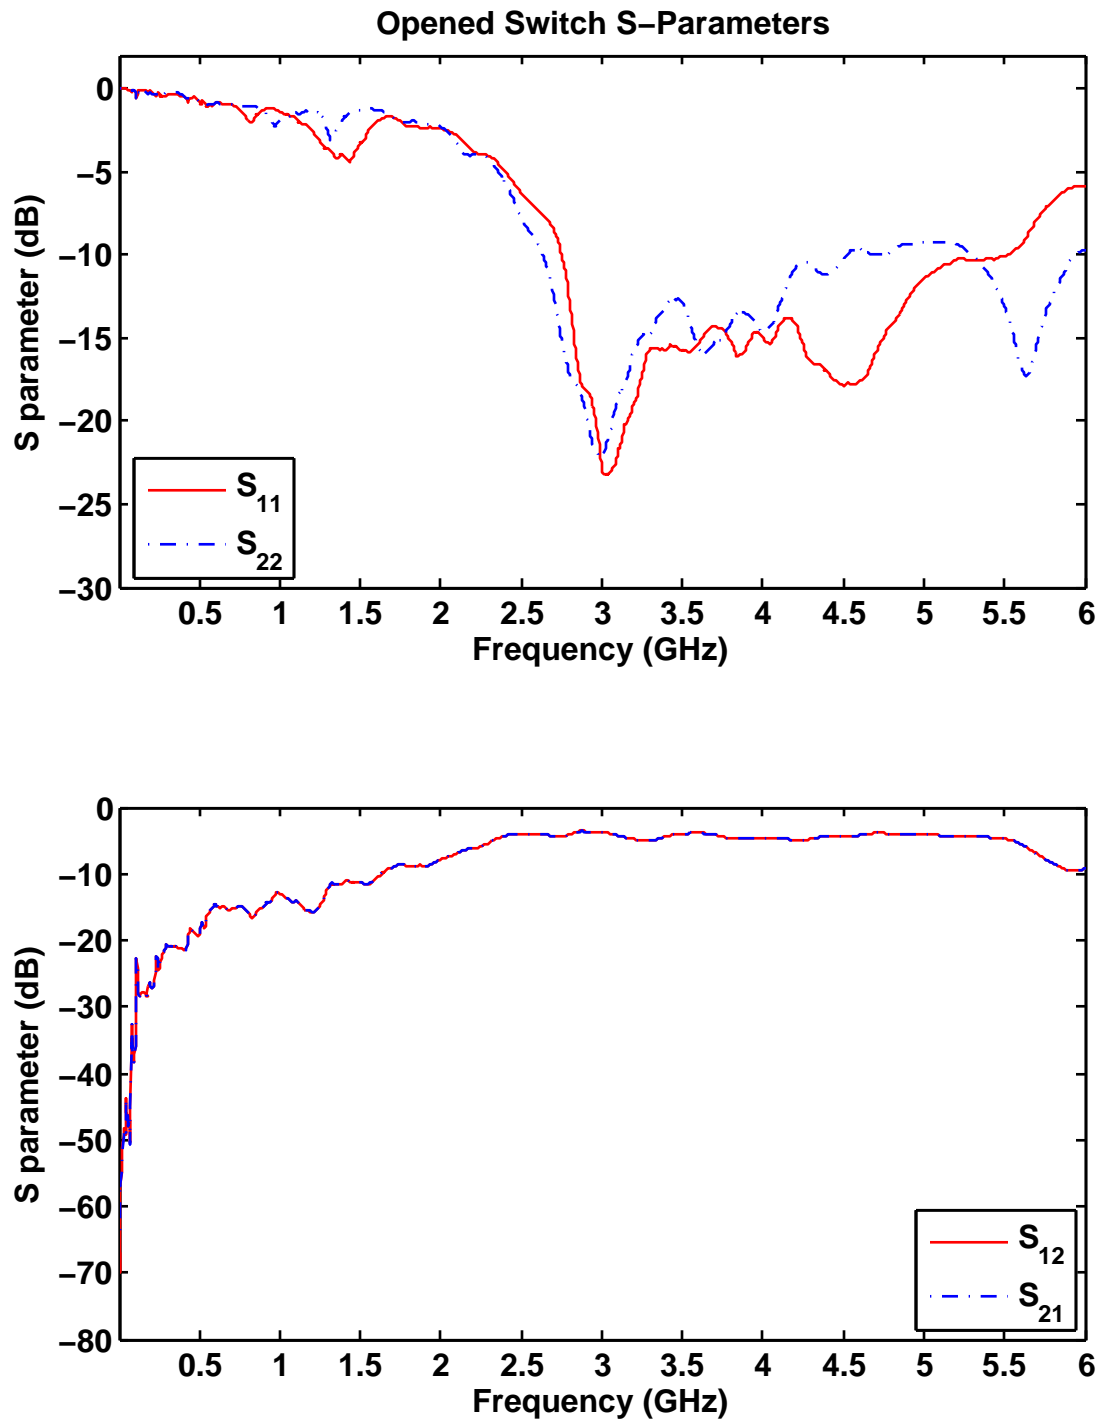 Opened Switch S−Parameters
0
−5
−10
−15
−20
−25
−30
S parameter (dB)
S11
S22
0.5 1 1.5 2 2.5 3 3.5 4 4.5 5 5.5 6
Frequency (GHz)
0
−10
−20
−30
−40
−50
−60
−70
−80
S parameter (dB)
S12
S21
0.5 1 1.5 2 2.5 3 3.5 4 4.5 5 5.5 6
Frequency (GHz)